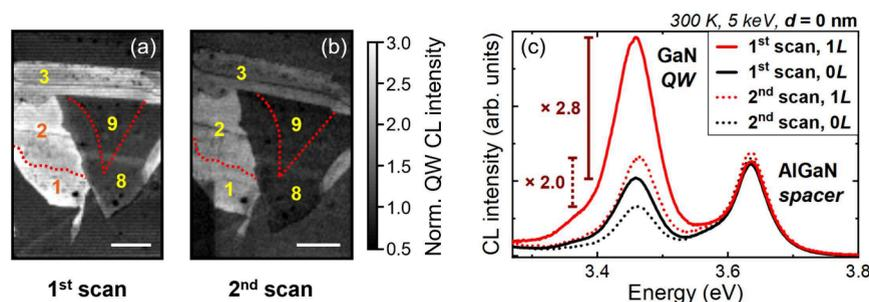 300 K, 5 keV, d = 0 nm
(a)
3
2
9
1
8
1st scan
(b)
3
2
9
1
8
2nd scan
3.0
2.5
2.0
1.5
1.0
0.5
Norm. QW CL intensity
(c)
GaN
QW
× 2.8
× 2.0
1st scan, 1L
1st scan, 0L
2nd scan, 1L
2nd scan, 0L
AlGaN
spacer
CL intensity (arb. units)
3.4
3.6
3.8
Energy (eV)